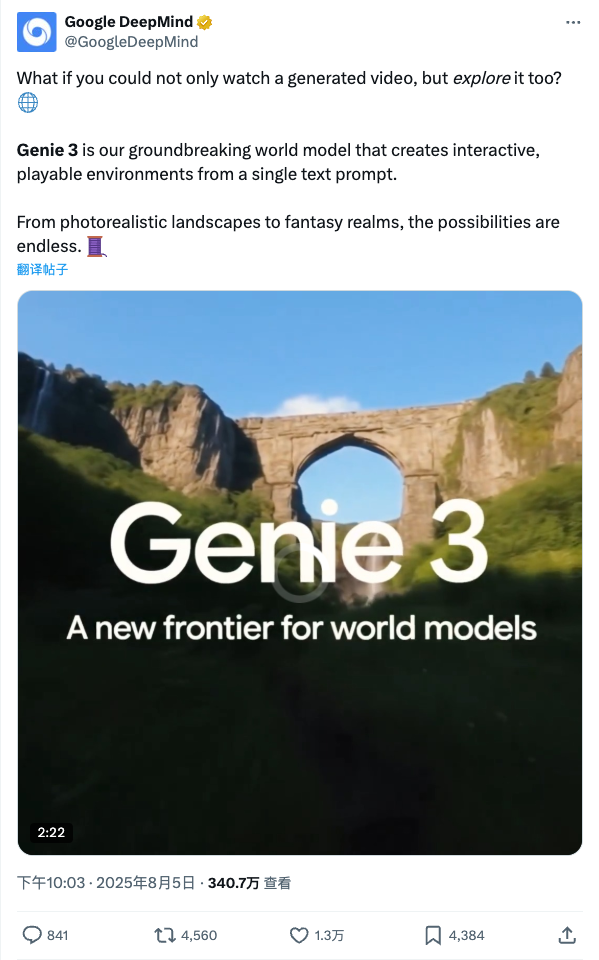 Google DeepMind
@GoogleDeepMind
What if you could not only watch a generated video, but explore it too?
Genie 3 is our groundbreaking world model that creates interactive,
playable environments from a single text prompt.
From photorealistic landscapes to fantasy realms, the possibilities are
endless.
翻译帖子
Genie 3
A new frontier for world models
2:22
下午10:03 · 2025年8月5日 · 340.7万 查看
841 4,560 1.3万 4,384